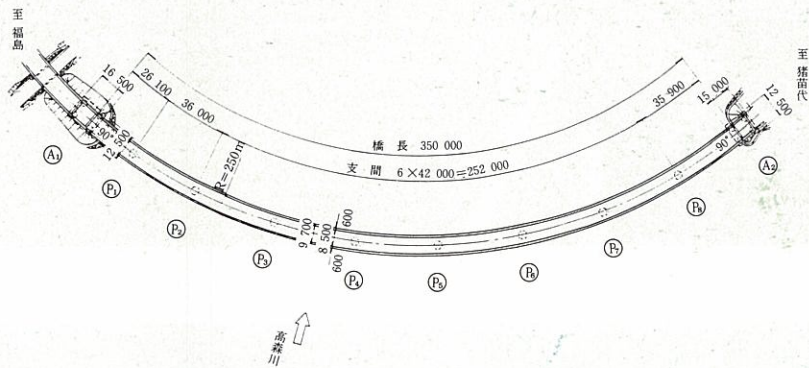 至 福島
至 猪苗代
16 500
26 100
36 000
橋長 350 000
支間 6×42 000=252 000
35 900
15 000
12 500
90°
12 500
R=250m
90°
A₁
P₁
P₂
P₃
P₄
P₅
P₆
P₇
P₈
A₂
9 700
8 500
600
600
高森川